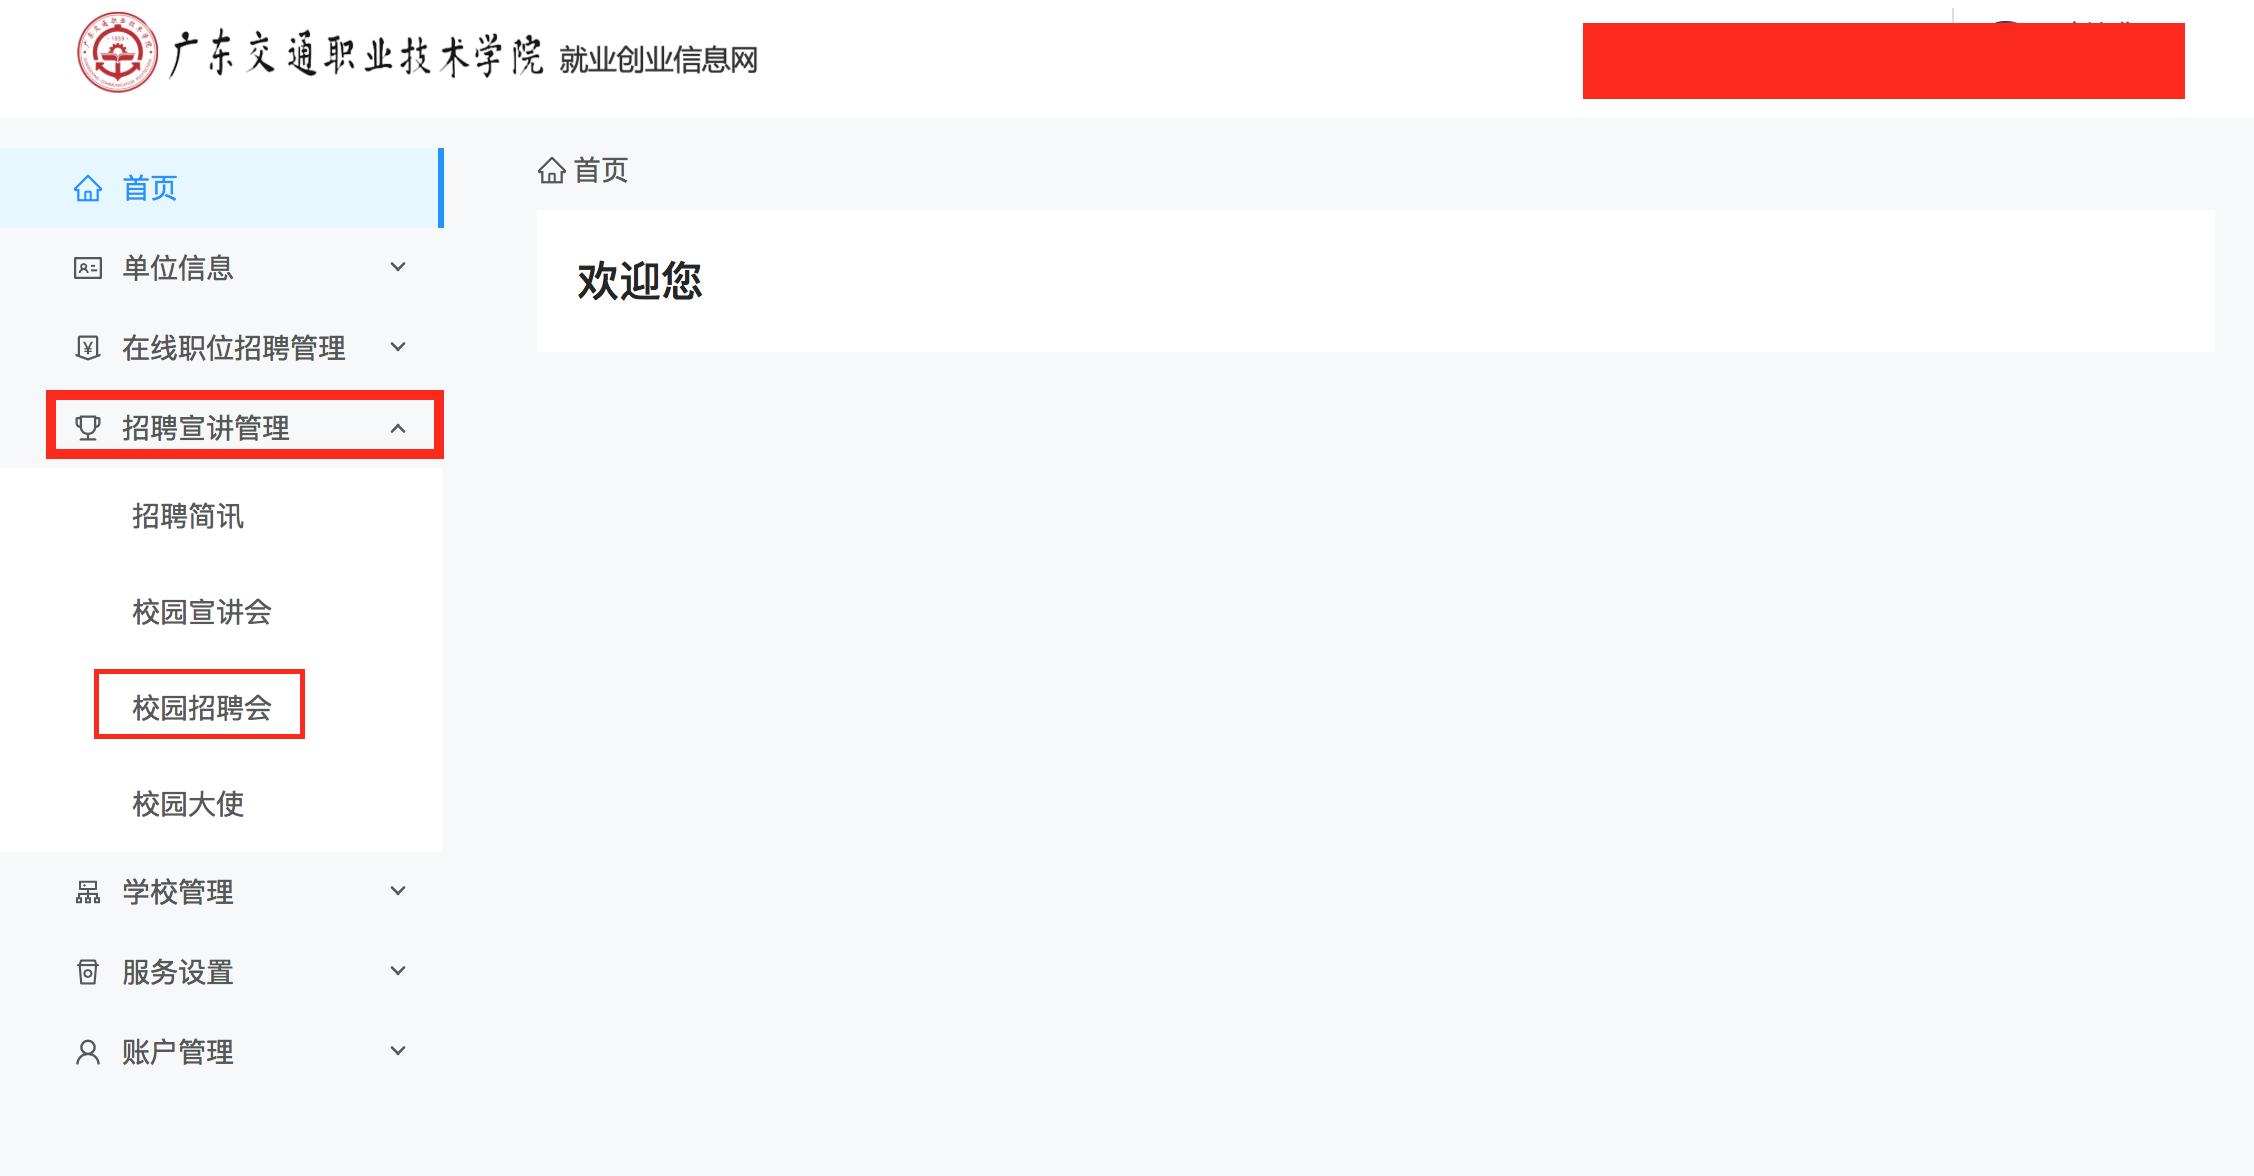 广东交通职业技术学院 就业创业信息网
首页
单位信息
在线职位招聘管理
招聘宣讲管理
招聘简讯
校园宣讲会
校园招聘会
校园大使
学校管理
服务设置
账户管理
首页
欢迎您